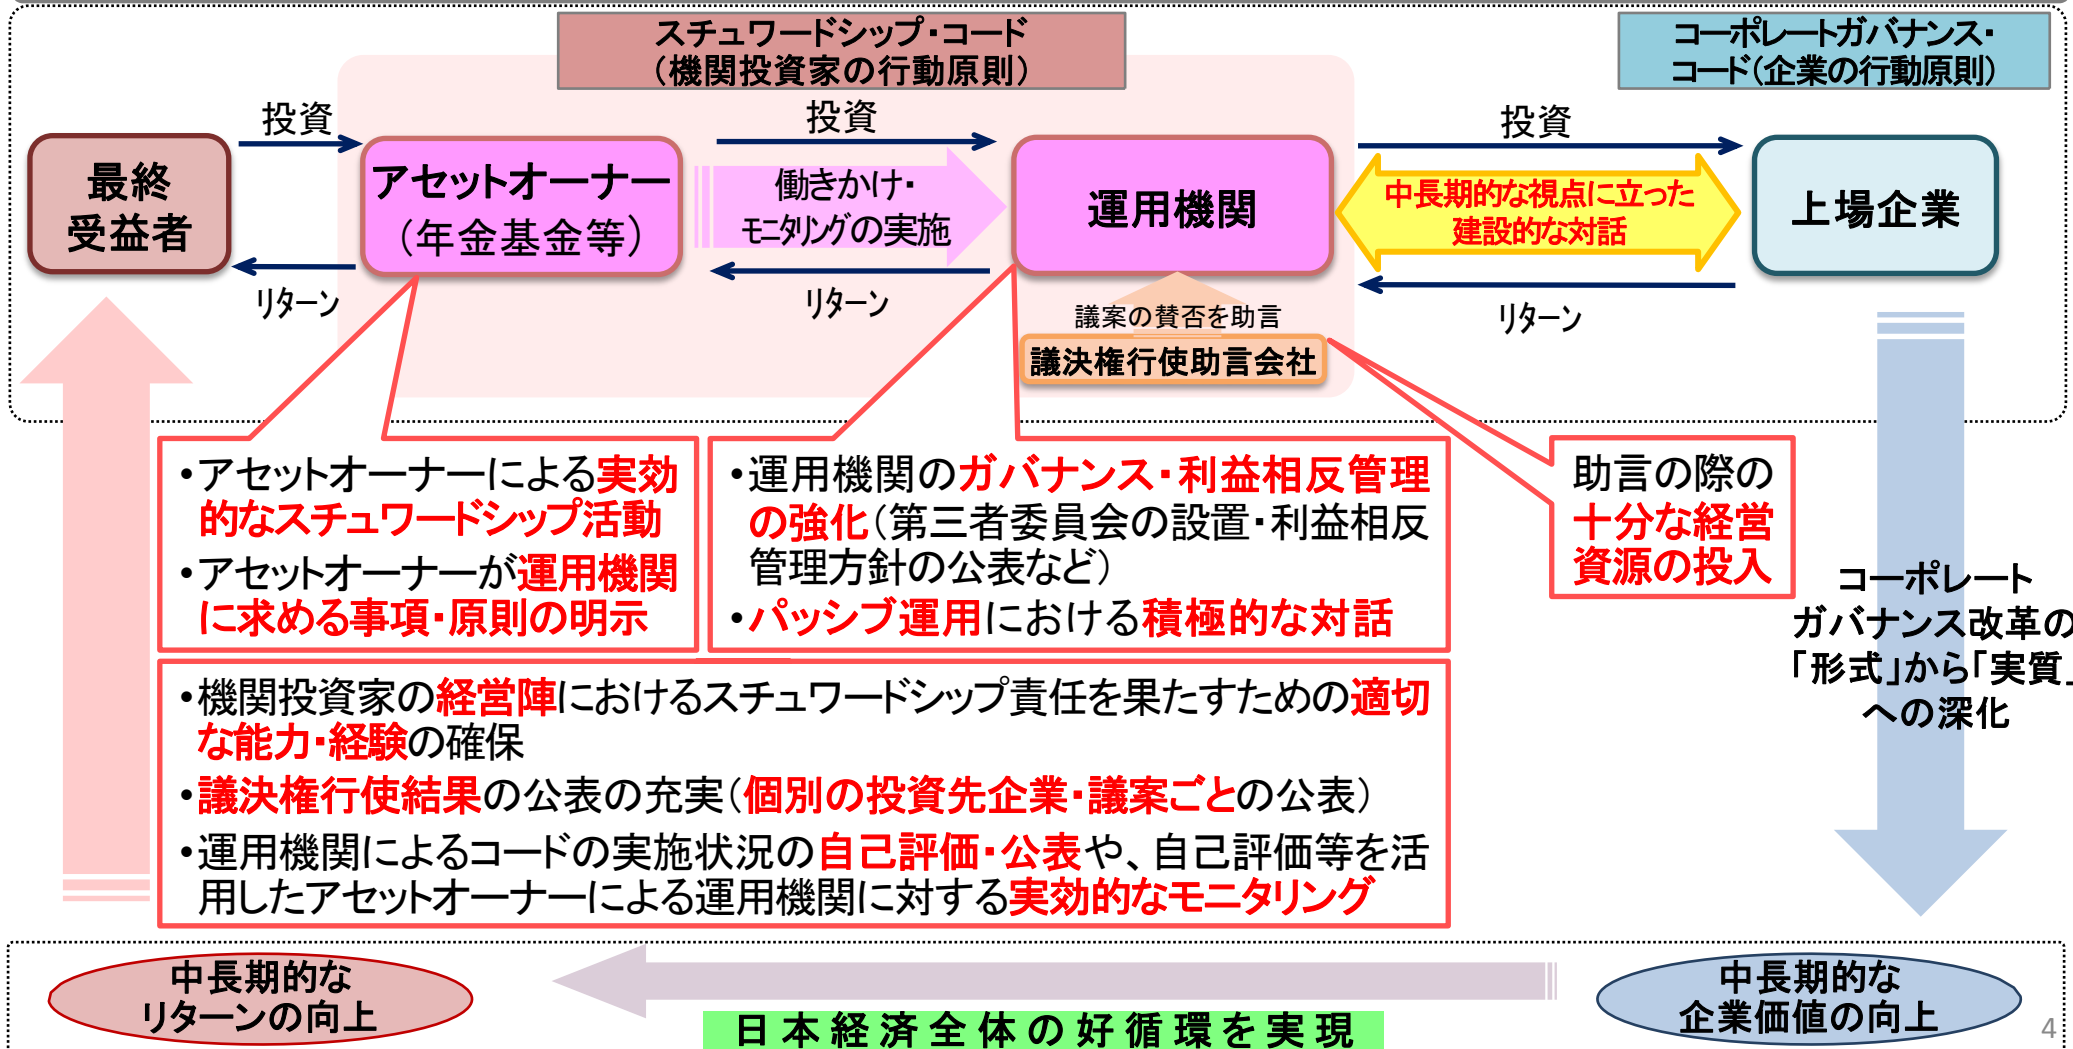 スチュワードシップ・コード
（機関投資家の行動原則）
コーポレートガバナンス・
コード（企業の行動原則）
投資
投資
投資
最終
受益者
アセットオーナー
（年金基金等）
働きかけ・
モニタリングの実施
運用機関
中長期的な視点に立った
建設的な対話
上場企業
リターン
リターン
リターン
議案の賛否を助言
議決権行使助言会社
•アセットオーナーによる実効
的なスチュワードシップ活動
•アセットオーナーが運用機関
に求める事項・原則の明示
•運用機関のガバナンス・利益相反管理
の強化（第三者委員会の設置・利益相反
管理方針の公表など）
•パッシブ運用における積極的な対話
助言の際の
十分な経営
資源の投入
コーポレート
ガバナンス改革の
「形式」から「実質」
への深化
•機関投資家の経営陣におけるスチュワードシップ責任を果たすための適切
な能力・経験の確保
•議決権行使結果の公表の充実（個別の投資先企業・議案ごとの公表）
•運用機関によるコードの実施状況の自己評価・公表や、自己評価等を活
用したアセットオーナーによる運用機関に対する実効的なモニタリング
中長期的な
リターンの向上
日本経済全体の好循環を実現
中長期的な
企業価値の向上
4